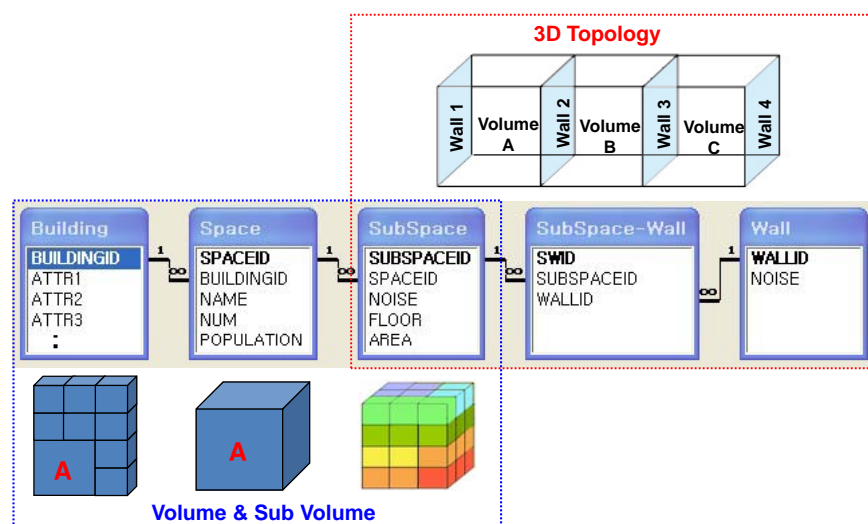 3D Topology
Wall 1
Volume
A
Wall 2
Volume
B
Wall 3
Volume
C
Wall 4
Building
BUILDINGID
ATTR1
ATTR2
ATTR3
:
1
∞
Space
SPACEID
BUILDINGID
NAME
NUM
POPULATION
1
∞
SubSpace
SUBSPACEID
SPACEID
NOISE
FLOOR
AREA
1
∞
SubSpace-Wall
SWID
SUBSPACEID
WALLID
∞
1
Wall
WALLID
NOISE
A
A
Volume & Sub Volume